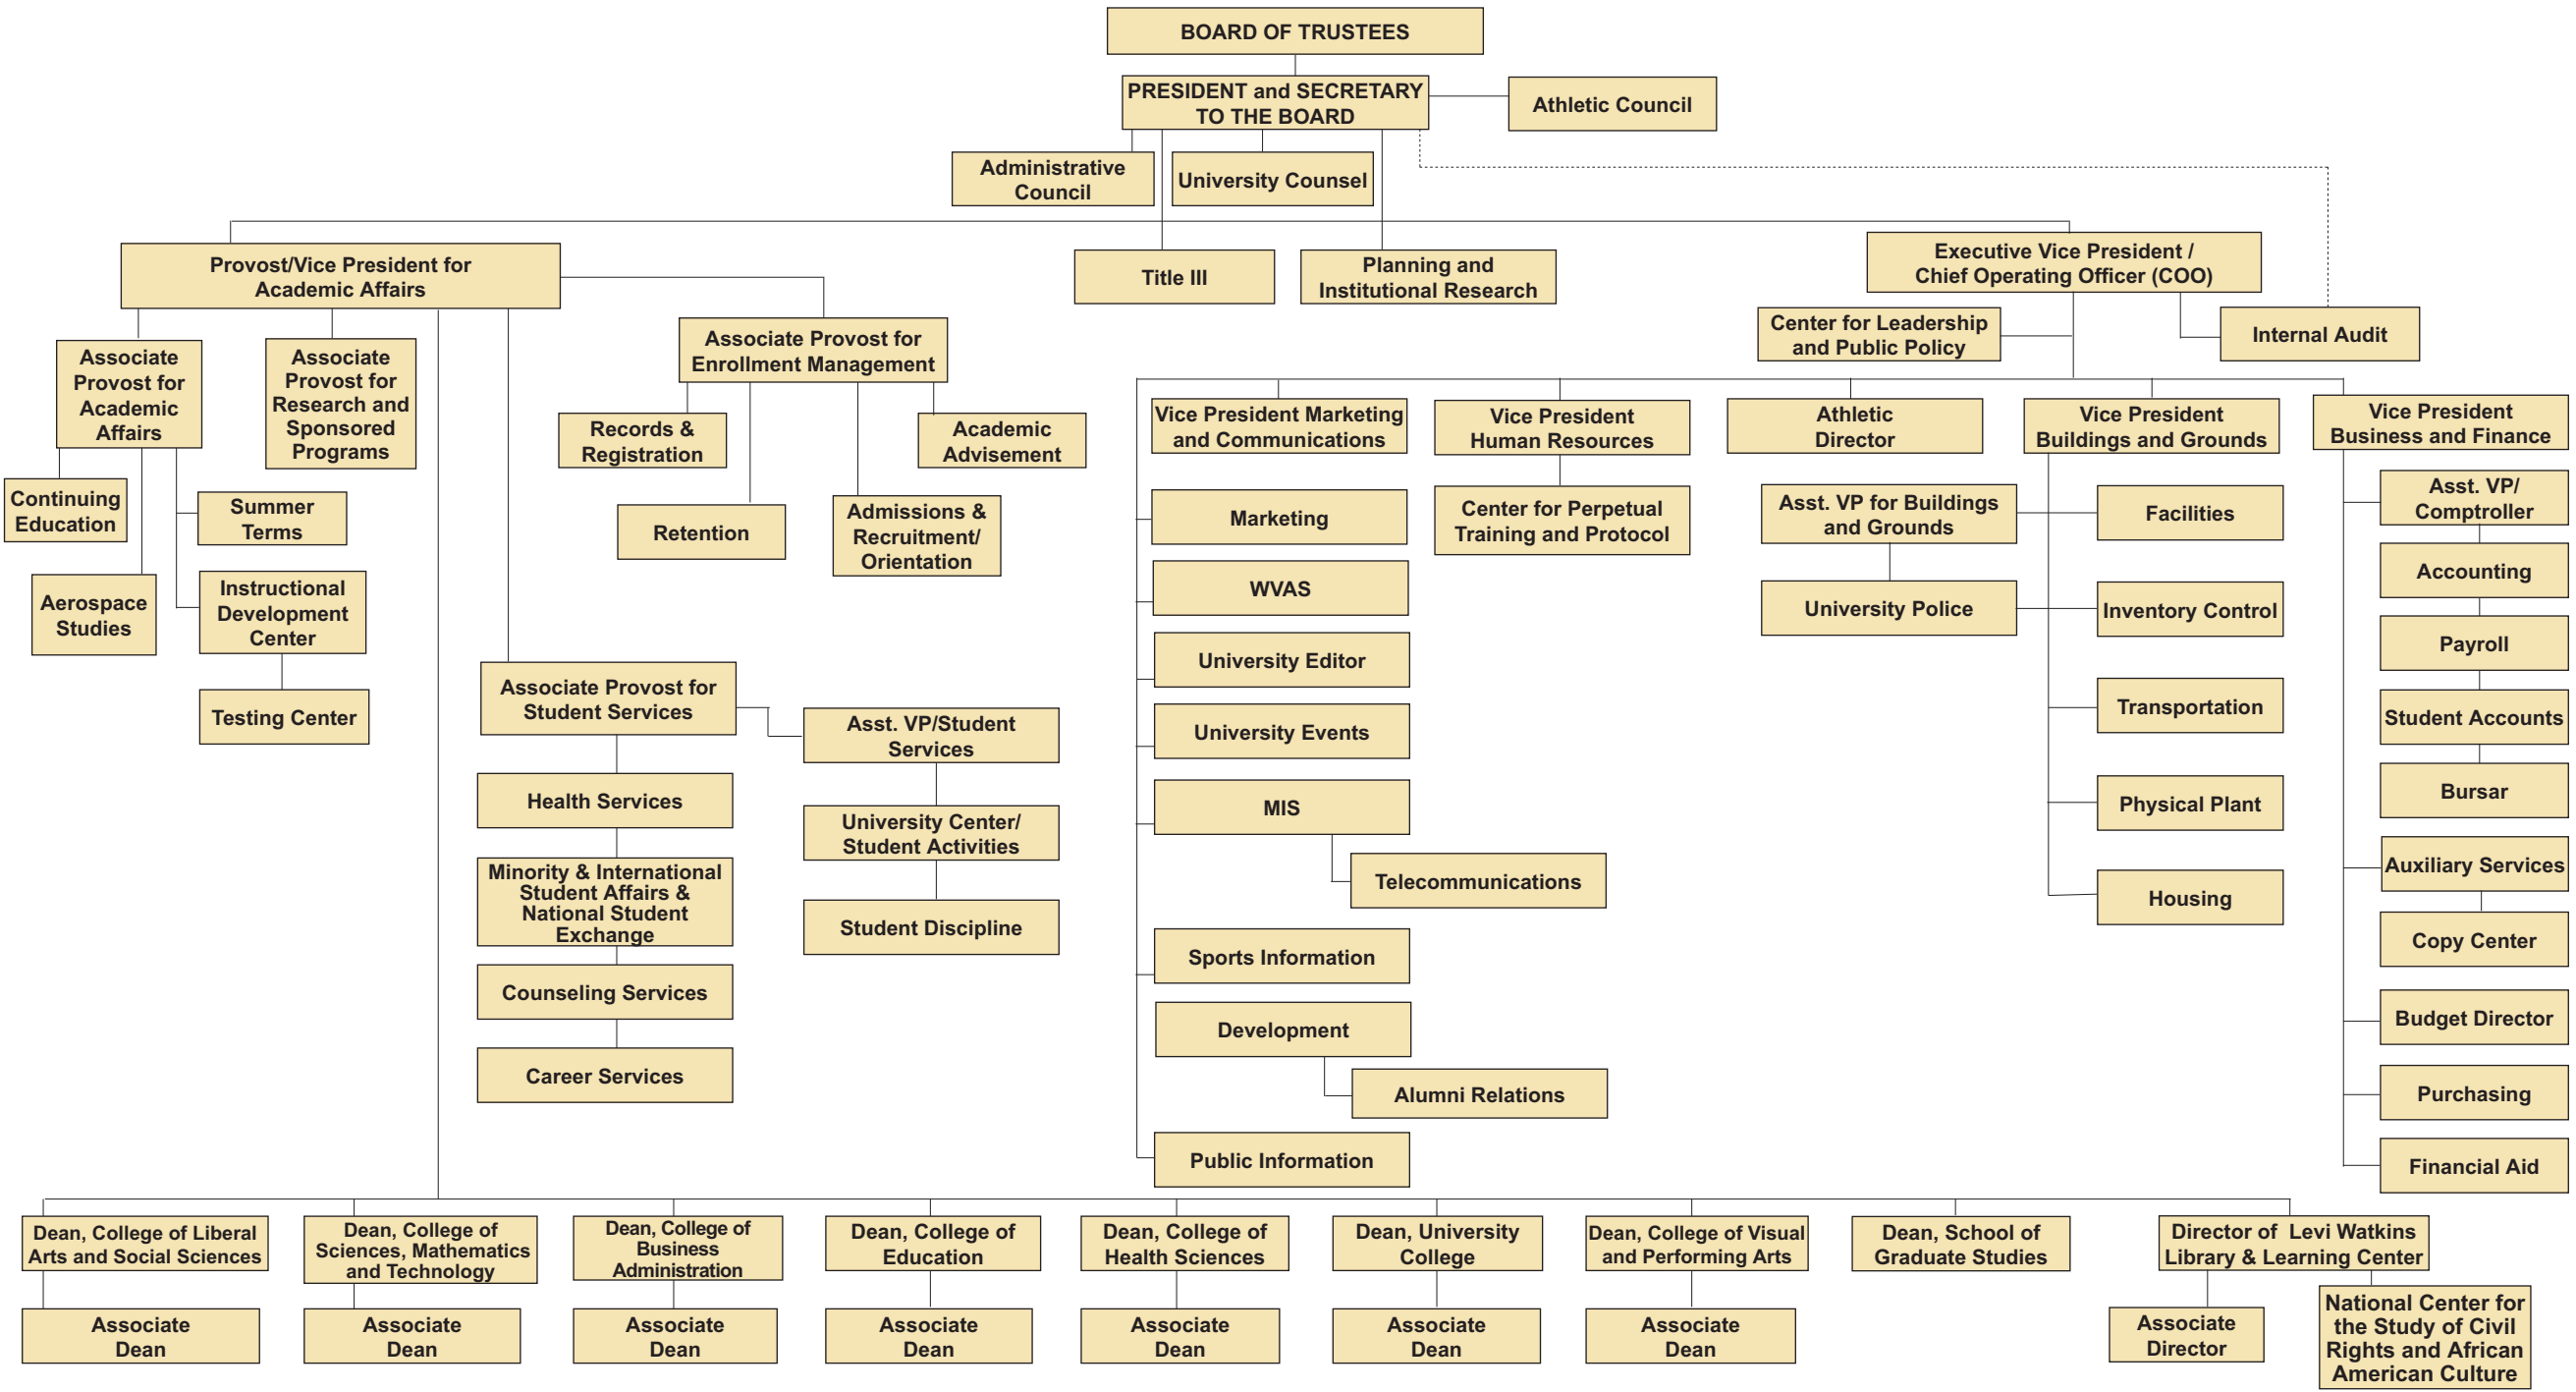 BOARD OF TRUSTEES
PRESIDENT and SECRETARY
TO THE BOARD
Athletic Council
Administrative
Council
University Counsel
Provost/Vice President for
Academic Affairs
Title III
Planning and
Institutional Research
Executive Vice President /
Chief Operating Officer (COO)
Center for Leadership
and Public Policy
Internal Audit
Associate
Provost for
Academic
Affairs
Associate
Provost for
Research and
Sponsored
Programs
Associate Provost for
Enrollment Management
Records &
Registration
Academic
Advisement
Retention
Admissions &
Recruitment/
Orientation
Continuing
Education
Summer
Terms
Aerospace
Studies
Instructional
Development
Center
Testing Center
Associate Provost for
Student Services
Asst. VP/Student
Services
Health Services
University Center/
Student Activities
Minority & International
Student Affairs &
National Student
Exchange
Student Discipline
Counseling Services
Career Services
Vice President Marketing
and Communications
Vice President
Human Resources
Athletic
Director
Vice President
Buildings and Grounds
Vice President
Business and Finance
Marketing
WVAS
University Editor
University Events
MIS
Telecommunications
Sports Information
Development
Alumni Relations
Public Information
Center for Perpetual
Training and Protocol
Asst. VP for Buildings
and Grounds
University Police
Facilities
Inventory Control
Transportation
Physical Plant
Housing
Asst. VP/
Comptroller
Accounting
Payroll
Student Accounts
Bursar
Auxiliary Services
Copy Center
Budget Director
Purchasing
Financial Aid
Dean, College of Liberal
Arts and Social Sciences
Dean, College of
Sciences, Mathematics
and Technology
Dean, College of
Business
Administration
Dean, College of
Education
Dean, College of
Health Sciences
Dean, University
College
Dean, College of Visual
and Performing Arts
Dean, School of
Graduate Studies
Director of Levi Watkins
Library & Learning Center
Associate
Dean
Associate
Dean
Associate
Dean
Associate
Dean
Associate
Dean
Associate
Dean
Associate
Dean
Associate
Director
National Center for
the Study of Civil
Rights and African
American Culture